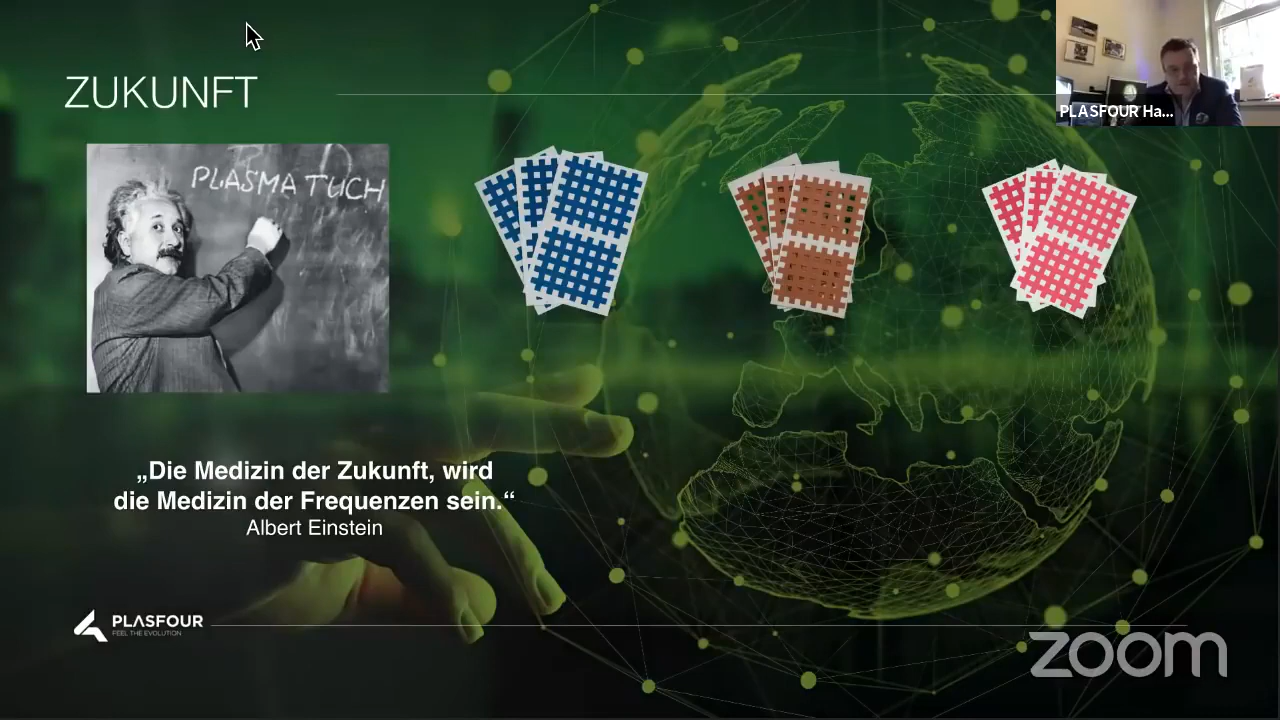 ZUKUNFT
PLASMA TUCH
PLASFOUR Ha...
„Die Medizin der Zukunft, wird
die Medizin der Frequenzen sein.“
Albert Einstein
PLASFOUR
FEEL THE EVOLUTION
zoom